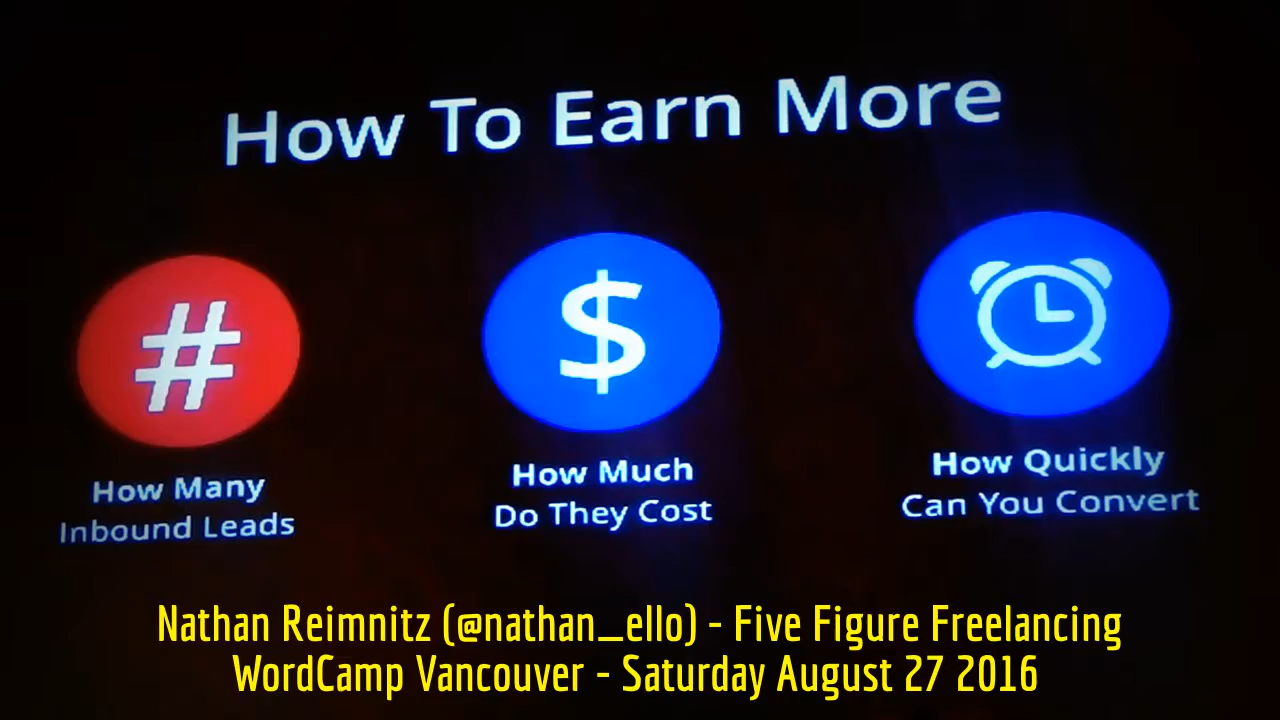 How To Earn More
#
$
How Many
Inbound Leads
How Much
Do They Cost
How Quickly
Can You Convert
Nathan Reimnitz (@nathan_ello) - Five Figure Freelancing
WordCamp Vancouver - Saturday August 27 2016